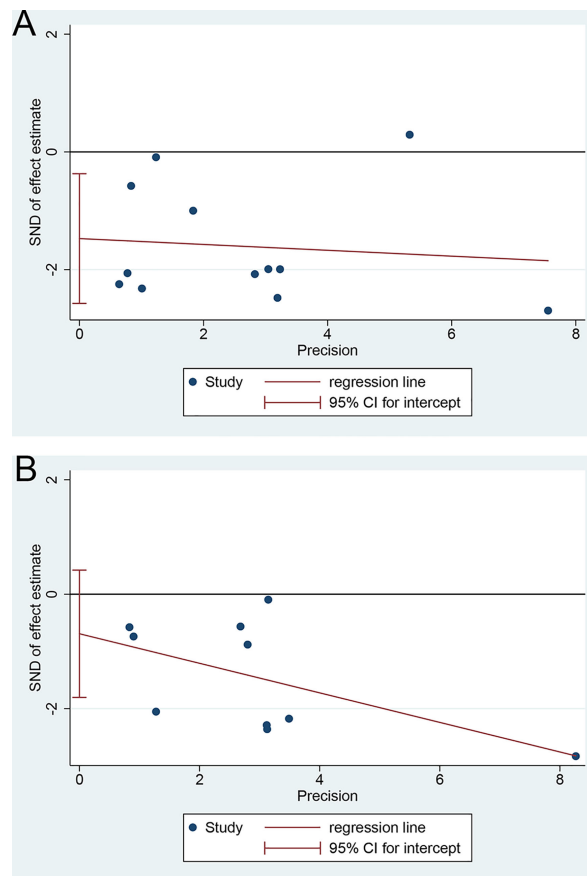 A
2
0
-2
SND of effect estimate
0 2 4 6 8
Precision
Study regression line
95% CI for intercept
B
2
0
-2
SND of effect estimate
0 2 4 6 8
Precision
Study regression line
95% CI for intercept